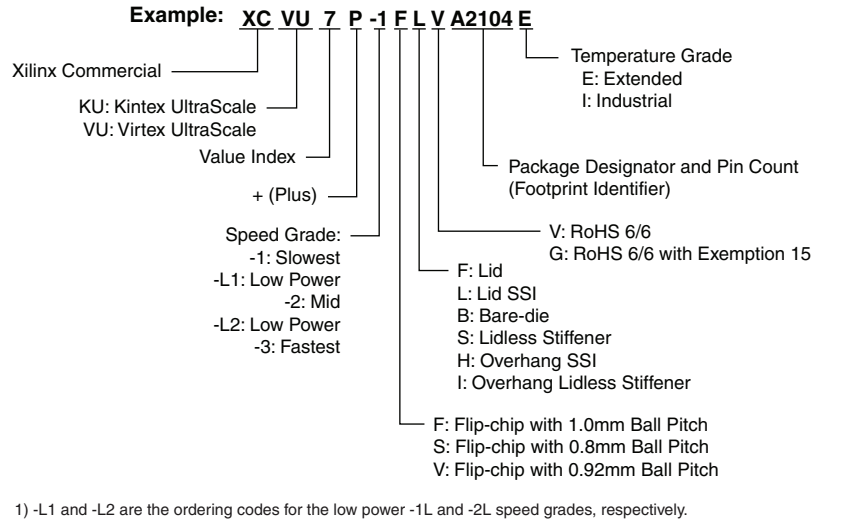 Example: XC VU 7 P -1 F L V A2104 E
Xilinx Commercial
KU: Kintex UltraScale
VU: Virtex UltraScale
Value Index
+ (Plus)
Speed Grade:
-1: Slowest
-L1: Low Power
-2: Mid
-L2: Low Power
-3: Fastest
Temperature Grade
E: Extended
I: Industrial
Package Designator and Pin Count
(Footprint Identifier)
V: RoHS 6/6
G: RoHS 6/6 with Exemption 15
F: Lid
L: Lid SSI
B: Bare-die
S: Lidless Stiffener
H: Overhang SSI
I: Overhang Lidless Stiffener
F: Flip-chip with 1.0mm Ball Pitch
S: Flip-chip with 0.8mm Ball Pitch
V: Flip-chip with 0.92mm Ball Pitch
1) -L1 and -L2 are the ordering codes for the low power -1L and -2L speed grades, respectively.